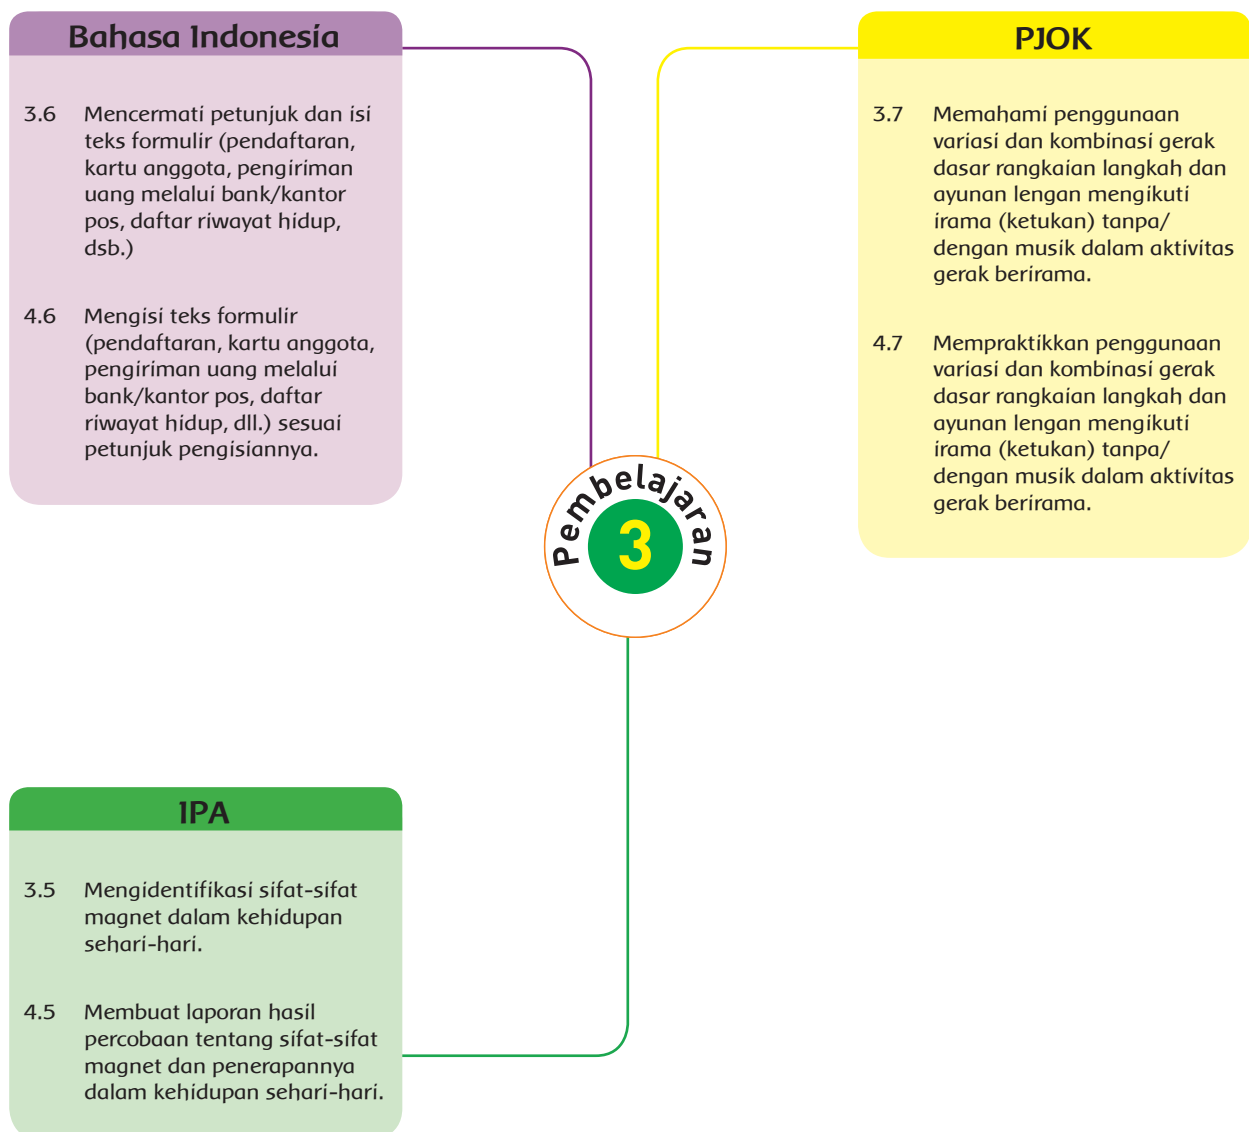 Bahasa Indonesia
3.6 Mencermati petunjuk dan isi
teks formulir (pendaftaran,
kartu anggota, pengiriman
uang melalui bank/kantor
pos, daftar riwayat hidup,
dsb.)
4.6 Mengisi teks formulir
(pendaftaran, kartu anggota,
pengiriman uang melalui
bank/kantor pos, daftar
riwayat hidup, dll.) sesuai
petunjuk pengisiannya.
PJOK
3.7 Memahami penggunaan
variasi dan kombinasi gerak
dasar rangkaian langkah dan
ayunan lengan mengikuti
irama (ketukan) tanpa/
dengan musik dalam aktivitas
gerak berirama.
4.7 Mempraktikkan penggunaan
variasi dan kombinasi gerak
dasar rangkaian langkah dan
ayunan lengan mengikuti
irama (ketukan) tanpa/
dengan musik dalam aktivitas
gerak berirama.
Pembelajaran
3
IPA
3.5 Mengidentifikasi sifat-sifat
magnet dalam kehidupan
sehari-hari.
4.5 Membuat laporan hasil
percobaan tentang sifat-sifat
magnet dan penerapannya
dalam kehidupan sehari-hari.